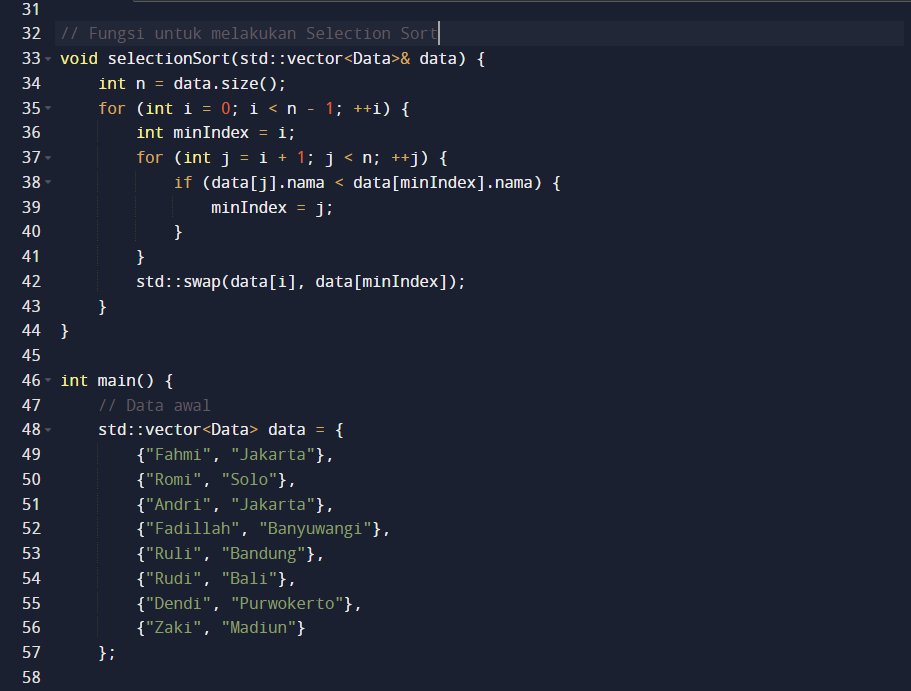 31
32 // Fungsi untuk melakukan Selection Sort
33 void selectionSort(std::vector<Data>& data) {
34     int n = data.size();
35     for (int i = 0; i < n - 1; ++i) {
36         int minIndex = i;
37         for (int j = i + 1; j < n; ++j) {
38             if (data[j].nama < data[minIndex].nama) {
39                 minIndex = j;
40             }
41         }
42         std::swap(data[i], data[minIndex]);
43     }
44 }
45
46 int main() {
47     // Data awal
48     std::vector<Data> data = {
49         {"Fahmi", "Jakarta"},
50         {"Romi", "Solo"},
51         {"Andri", "Jakarta"},
52         {"Fadillah", "Banyuwangi"},
53         {"Ruli", "Bandung"},
54         {"Rudi", "Bali"},
55         {"Dendi", "Purwokerto"},
56         {"Zaki", "Madiun"}
57     };
58